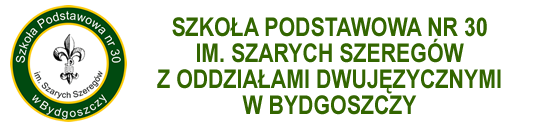 Szkoła Podstawowa nr 30
im. Szarych Szeregów
w Bydgoszczy
SZKOŁA PODSTAWOWA NR 30
IM. SZARYCH SZEREGÓW
Z ODDZIAŁAMI DWUJĘZYCZNYMI
W BYDGOSZCZY